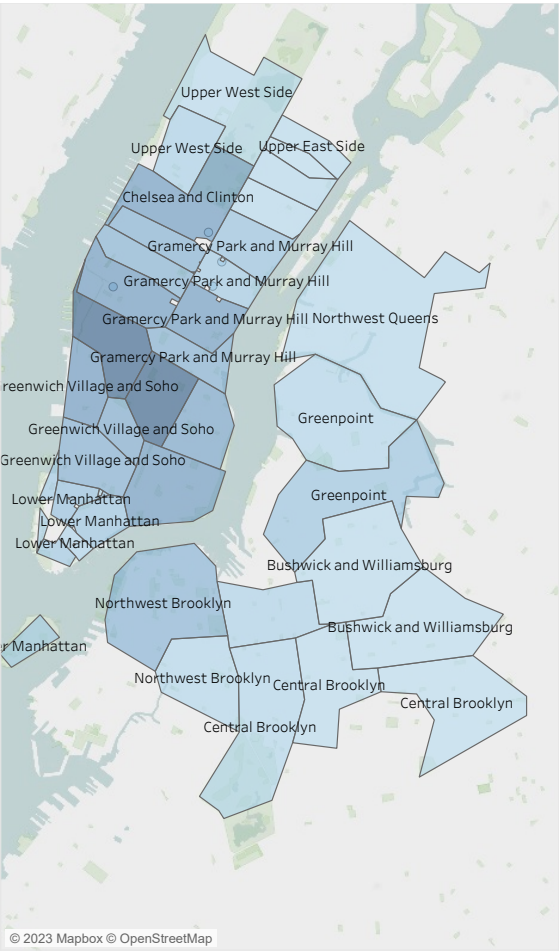 Upper West Side
Upper West Side
Upper East Side
Chelsea and Clinton
Gramercy Park and Murray Hill
Gramercy Park and Murray Hill
Gramercy Park and Murray Hill
Northwest Queens
Gramercy Park and Murray Hill
reenwich Village and Soho
Greenpoint
Greenwich Village and Soho
Greenwich Village and Soho
Greenpoint
Lower Manhattan
Lower Manhattan
Lower Manhattan
Bushwick and Williamsburg
Northwest Brooklyn
Bushwick and Williamsburg
r Manhattan
Northwest Brooklyn
Central Brooklyn
Central Brooklyn
Central Brooklyn
© 2023 Mapbox © OpenStreetMap